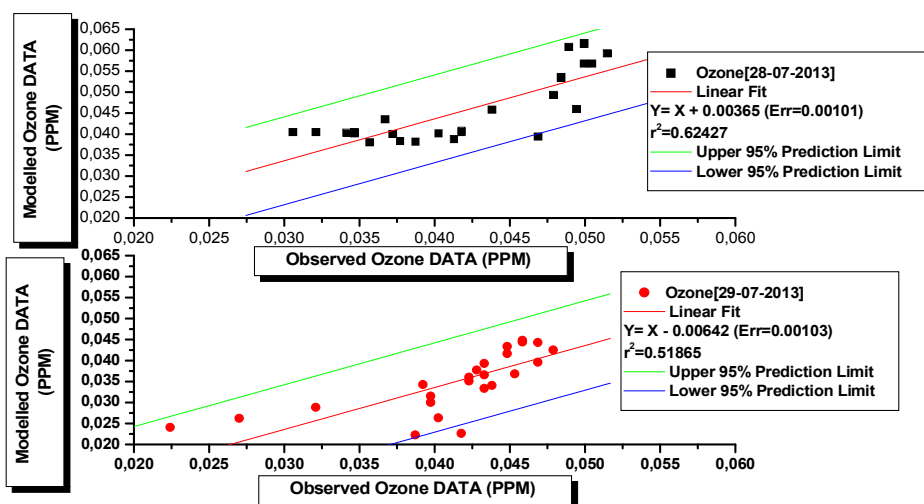 0,065
0,060
0,055
0,050
0,045
0,040
0,035
0,030
0,025
0,020
Modelled Ozone DATA
(PPM)
0,020 0,025 0,030 0,035 0,040 0,045 0,050 0,055 0,060
Observed Ozone DATA (PPM)
Ozone[28-07-2013]
Linear Fit
Y= X + 0.00365 (Err=0.00101)
r²=0.62427
Upper 95% Prediction Limit
Lower 95% Prediction Limit
0,065
0,060
0,055
0,050
0,045
0,040
0,035
0,030
0,025
0,020
Modelled Ozone DATA
(PPM)
0,020 0,025 0,030 0,035 0,040 0,045 0,050 0,055 0,060
Observed Ozone DATA (PPM)
Ozone[29-07-2013]
Linear Fit
Y= X - 0.00642 (Err=0.00103)
r²=0.51865
Upper 95% Prediction Limit
Lower 95% Prediction Limit